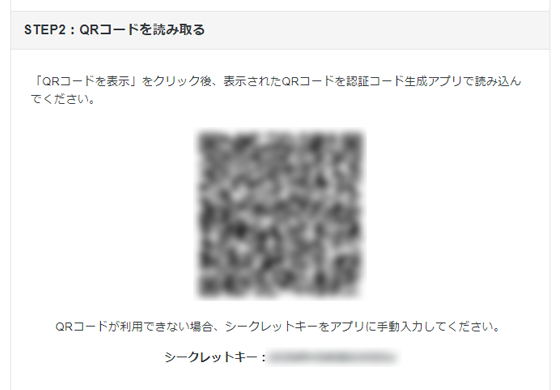 STEP2：QRコードを読み取る
「QRコードを表示」をクリック後、表示されたQRコードを認証コード生成アプリで読み込ん
でください。
QRコードが利用できない場合、シークレットキーをアプリに手動入力してください。
シークレットキー：